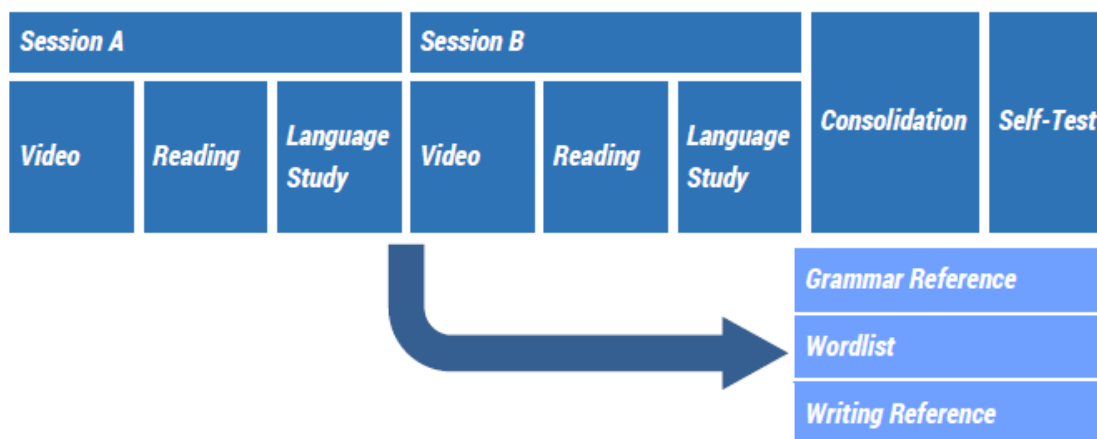 Session A
Session B
Consolidation
Self-Test
Video
Reading
Language
Study
Video
Reading
Language
Study
Grammar Reference
Wordlist
Writing Reference